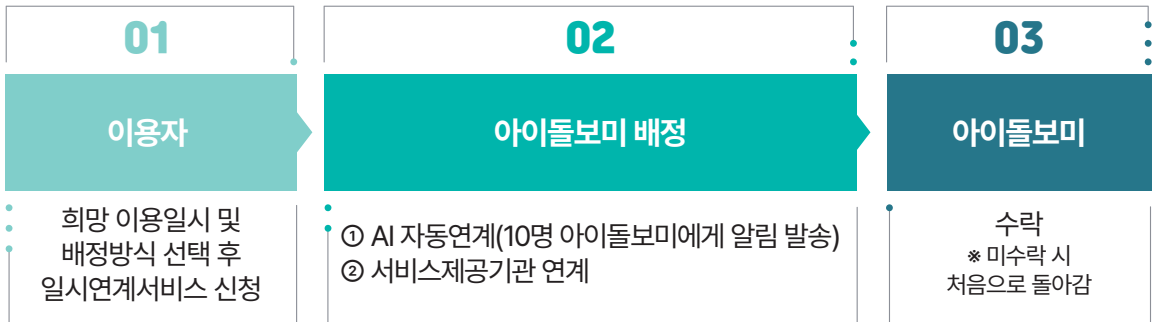 01
이용자
희망 이용일시 및
배정방식 선택 후
일시연계서비스 신청
02
아이돌보미 배정
① AI 자동연계(10명 아이돌보미에게 알림 발송)
② 서비스제공기관 연계
03
아이돌보미
수락
※ 미수락 시
처음으로 돌아감